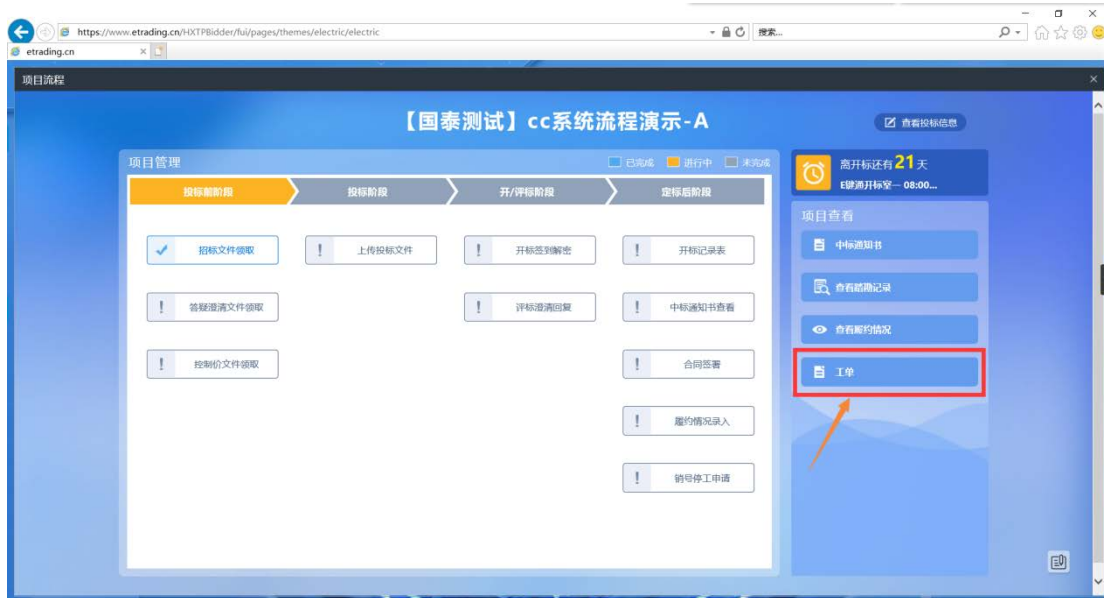 https://www.etrading.cn/HXTPBidder/fui/pages/themes/electric/electric
搜索...
etrading.cn
项目流程
【国泰测试】cc系统流程演示-A
查看投标信息
项目管理
已完成 进行中 未完成
投标前阶段 投标阶段 开/评标阶段 定标后阶段
招标文件领取 上传投标文件 开标签到解密 开标记录表
答疑澄清文件领取 评标澄清回复 中标通知书查看
控制价文件领取 合同签署
履约情况录入
销号停工申请
离开标还有21天
E键通开标室一 08:00...
项目查看
中标通知书
查看踏勘记录
查看履约情况
工单